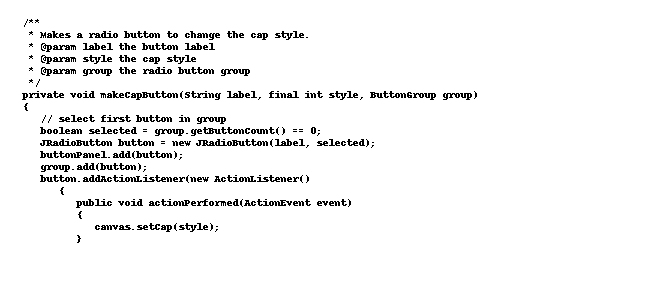 /**
 * Makes a radio button to change the cap style.
 * @param label the button label
 * @param style the cap style
 * @param group the radio button group
 */
private void makeCapButton(String label, final int style, ButtonGroup group)
{
   // select first button in group
   boolean selected = group.getButtonCount() == 0;
   JRadioButton button = new JRadioButton(label, selected);
   buttonPanel.add(button);
   group.add(button);
   button.addActionListener(new ActionListener()
      {
         public void actionPerformed(ActionEvent event)
         {
            canvas.setCap(style);
         }